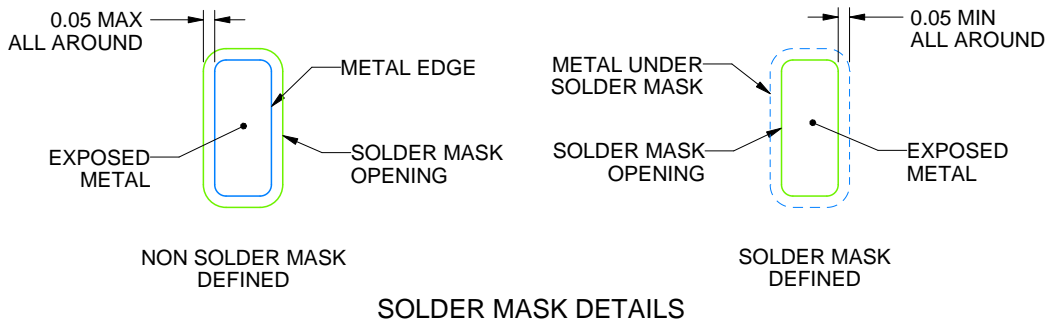 0.05 MAX
ALL AROUND
METAL EDGE
EXPOSED
METAL
SOLDER MASK
OPENING
NON SOLDER MASK
DEFINED
0.05 MIN
ALL AROUND
METAL UNDER
SOLDER MASK
SOLDER MASK
OPENING
EXPOSED
METAL
SOLDER MASK
DEFINED
SOLDER MASK DETAILS